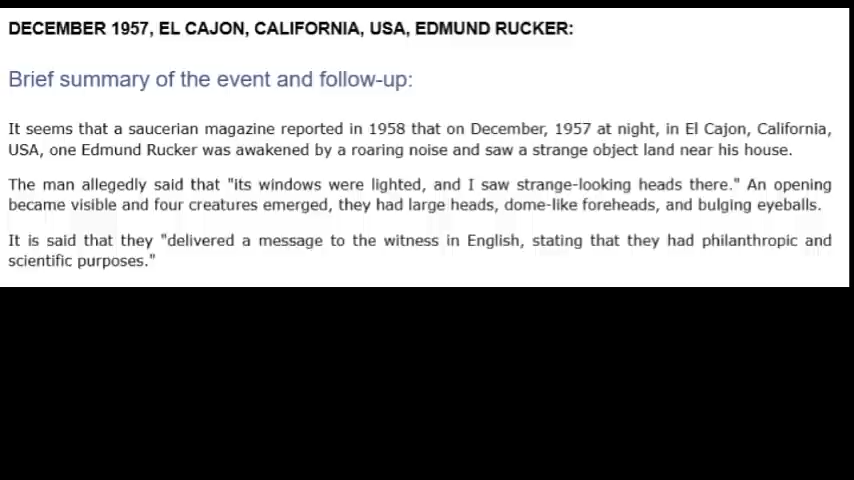 DECEMBER 1957, EL CAJON, CALIFORNIA, USA, EDMUND RUCKER:
Brief summary of the event and follow-up:
It seems that a saucerian magazine reported in 1958 that on December, 1957 at night, in El Cajon, California,
USA, one Edmund Rucker was awakened by a roaring noise and saw a strange object land near his house.
The man allegedly said that "its windows were lighted, and I saw strange-looking heads there." An opening
became visible and four creatures emerged, they had large heads, dome-like foreheads, and bulging eyeballs.
It is said that they "delivered a message to the witness in English, stating that they had philanthropic and
scientific purposes."